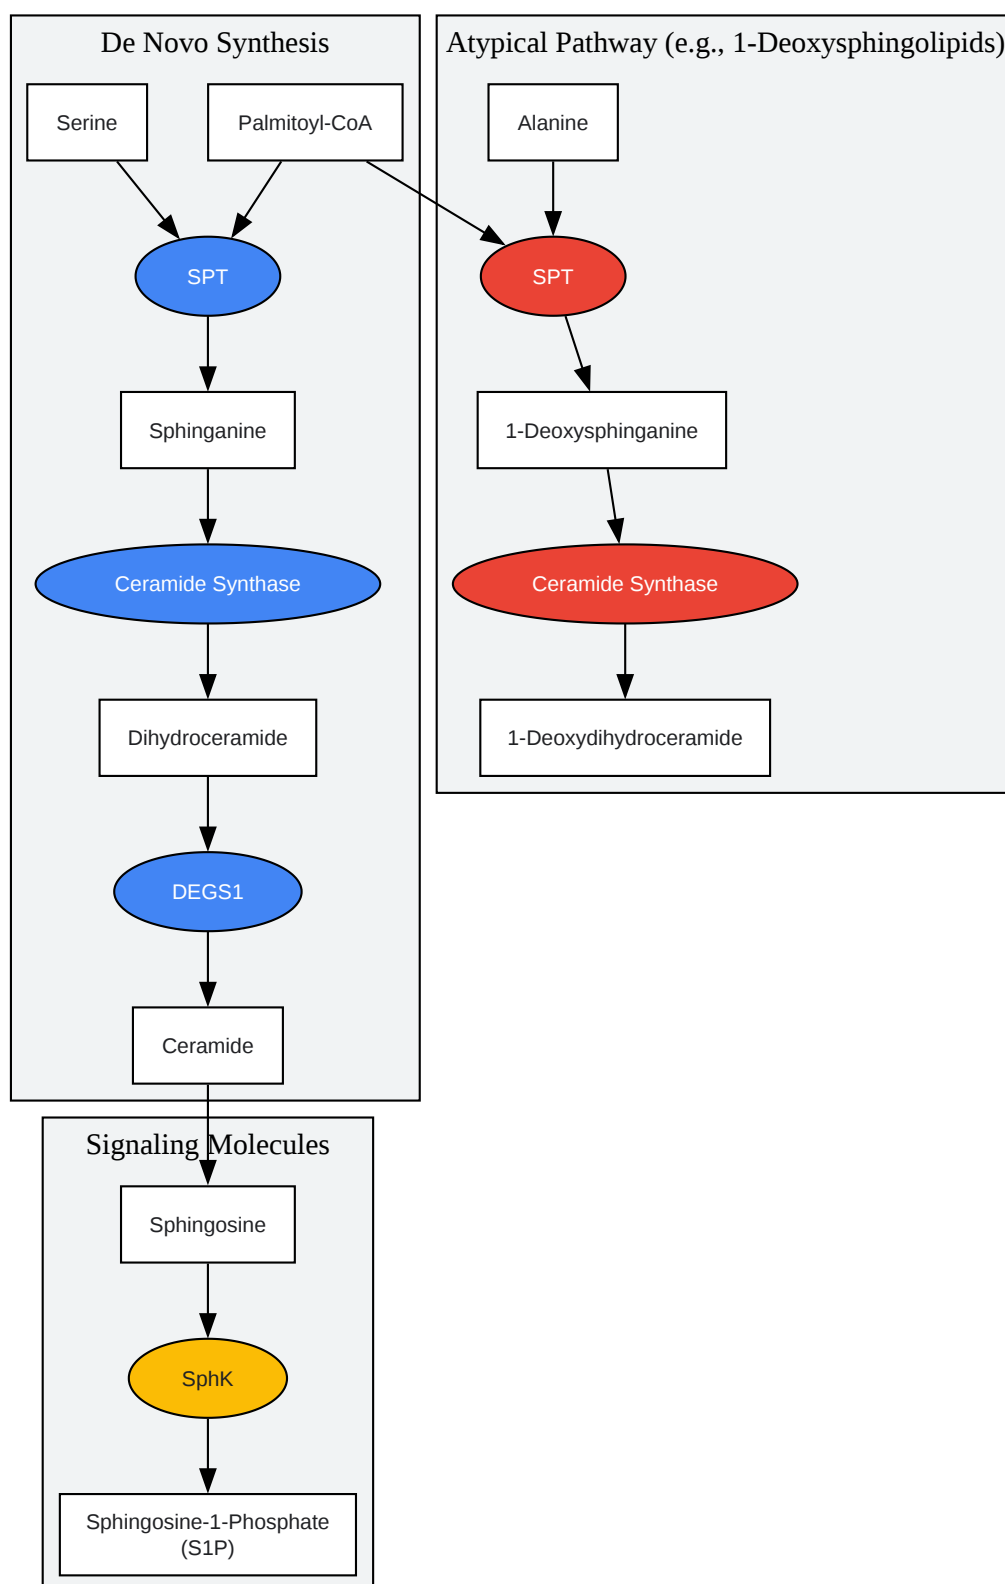 De Novo Synthesis
Serine
Palmitoyl-CoA
SPT
Sphinganine
Ceramide Synthase
Dihydroceramide
DEGS1
Ceramide
Atypical Pathway (e.g., 1-Deoxysphingolipids)
Alanine
SPT
1-Deoxysphinganine
Ceramide Synthase
1-Deoxydihydroceramide
Signaling Molecules
Sphingosine
SphK
Sphingosine-1-Phosphate
(S1P)